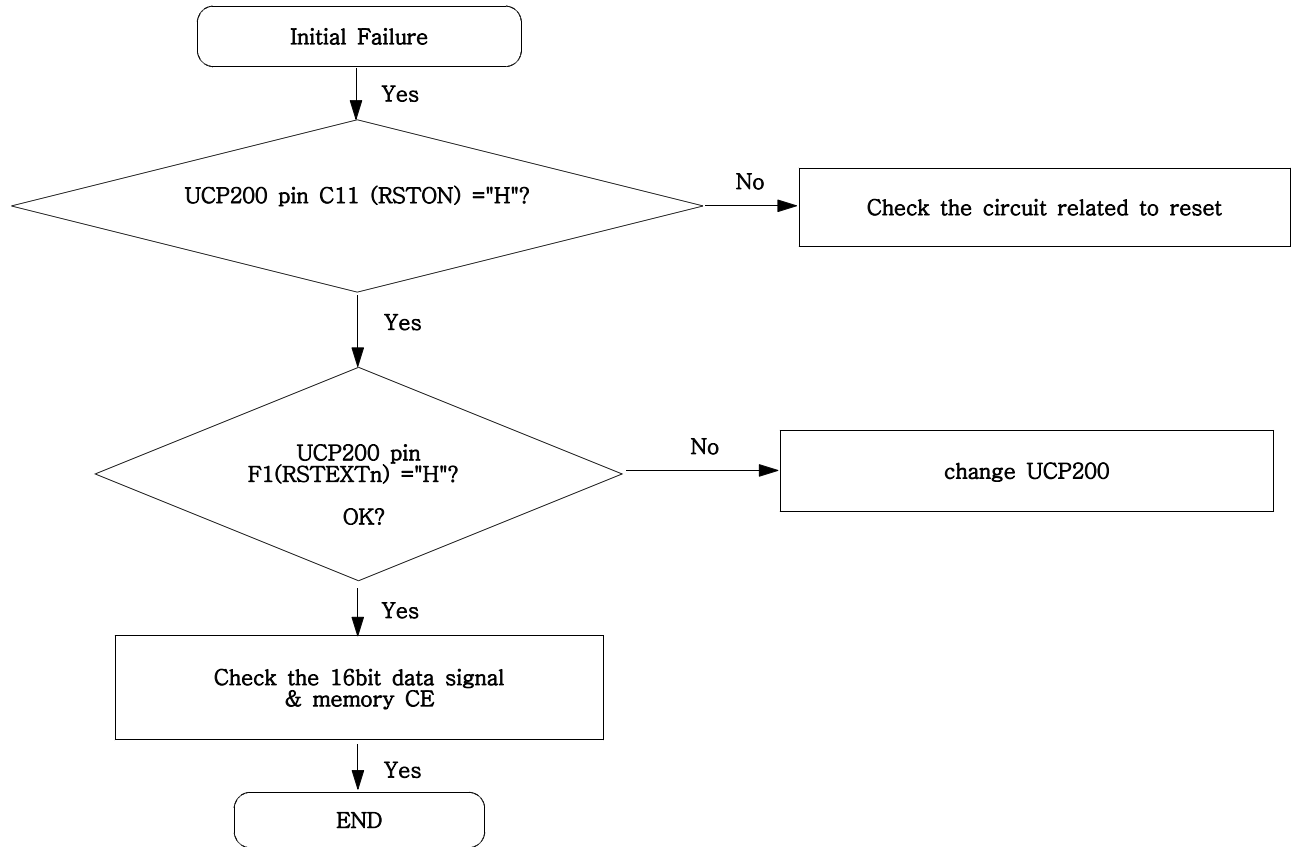 Initial Failure
Yes
UCP200 pin C11 (RSTON) ="H"?
No
Check the circuit related to reset
Yes
UCP200 pin
F1(RSTEXTn) ="H"?
OK?
No
change UCP200
Yes
Check the 16bit data signal
& memory CE
Yes
END